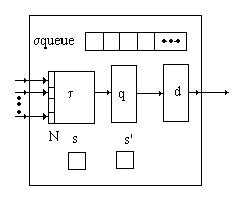 σqueue
τ q d
N s s'